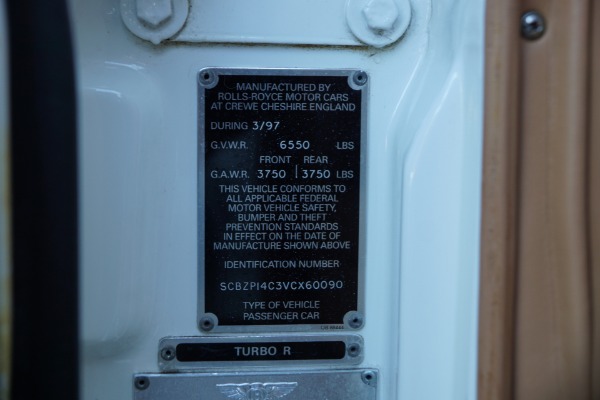 MANUFACTURED BY
ROLLS-ROYCE MOTOR CARS
AT CREWE CHESHIRE ENGLAND
DURING 3/97
G.V.W.R. 6550 LBS
FRONT REAR
G.A.W.R. 3750 3750 LBS
THIS VEHICLE CONFORMS TO
ALL APPLICABLE FEDERAL
MOTOR VEHICLE SAFETY,
BUMPER AND THEFT
PREVENTION STANDARDS
IN EFFECT ON THE DATE OF
MANUFACTURE SHOWN ABOVE
IDENTIFICATION NUMBER
SCBZP14C3VCX60090
TYPE OF VEHICLE
PASSENGER CAR
TURBO R